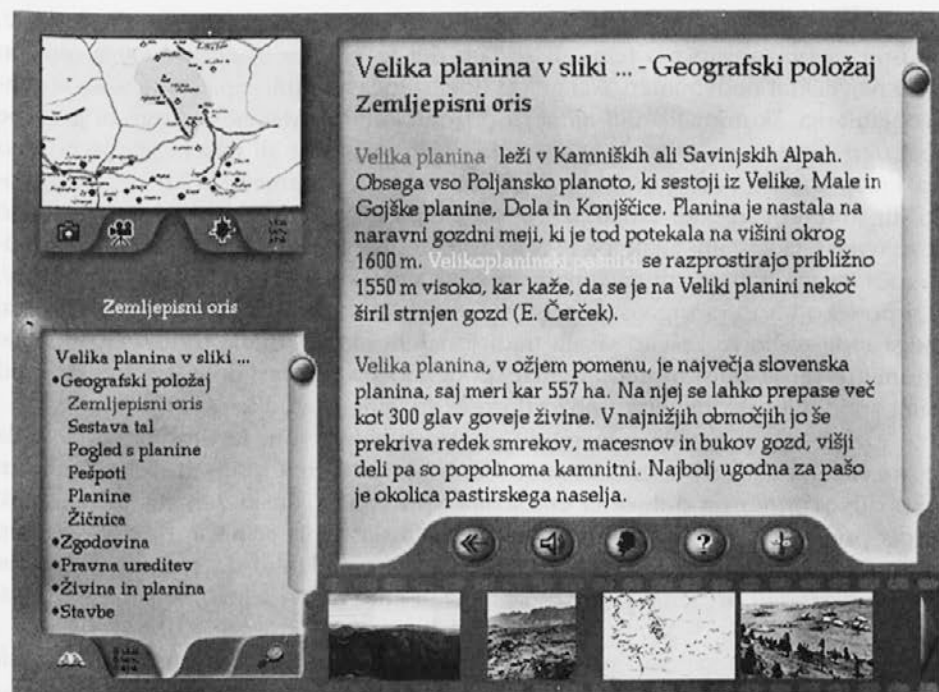 Velika planina v sliki ... - Geografski položaj
Zemljepisni oris
Velika planina leži v Kamniških ali Savinjskih Alpah.
Obsega vso Poljansko planoto, ki sestoji iz Velike, Male in
Gojške planine, Dola in Konjščice. Planina je nastala na
naravni gozdni meji, ki je tod potekala na višini okrog
1600 m. Velikoplaninski pašniki se razprostirajo približno
1550 m visoko, kar kaže, da se je na Veliki planini nekoč
širil strnjen gozd (E. Čerček).
Velika planina, v ožjem pomenu, je največja slovenska
planina, saj meri kar 557 ha. Na njej se lahko prepase več
kot 300 glav goveje živine. V najnižjih območjih jo še
prekriva redek smrekov, macesnov in bukov gozd, višji
deli pa so popolnoma kamnitni. Najbolj ugodna za pašo
je okolica pastirskega naselja.
Zemljepisni oris
Velika planina v sliki ...
Geografski položaj
Zemljepisni oris
Sestava tal
Pogled s planine
Pešpoti
Planine
Žičnica
Zgodovina
Pravna ureditev
Živina in planina
Stavbe
?